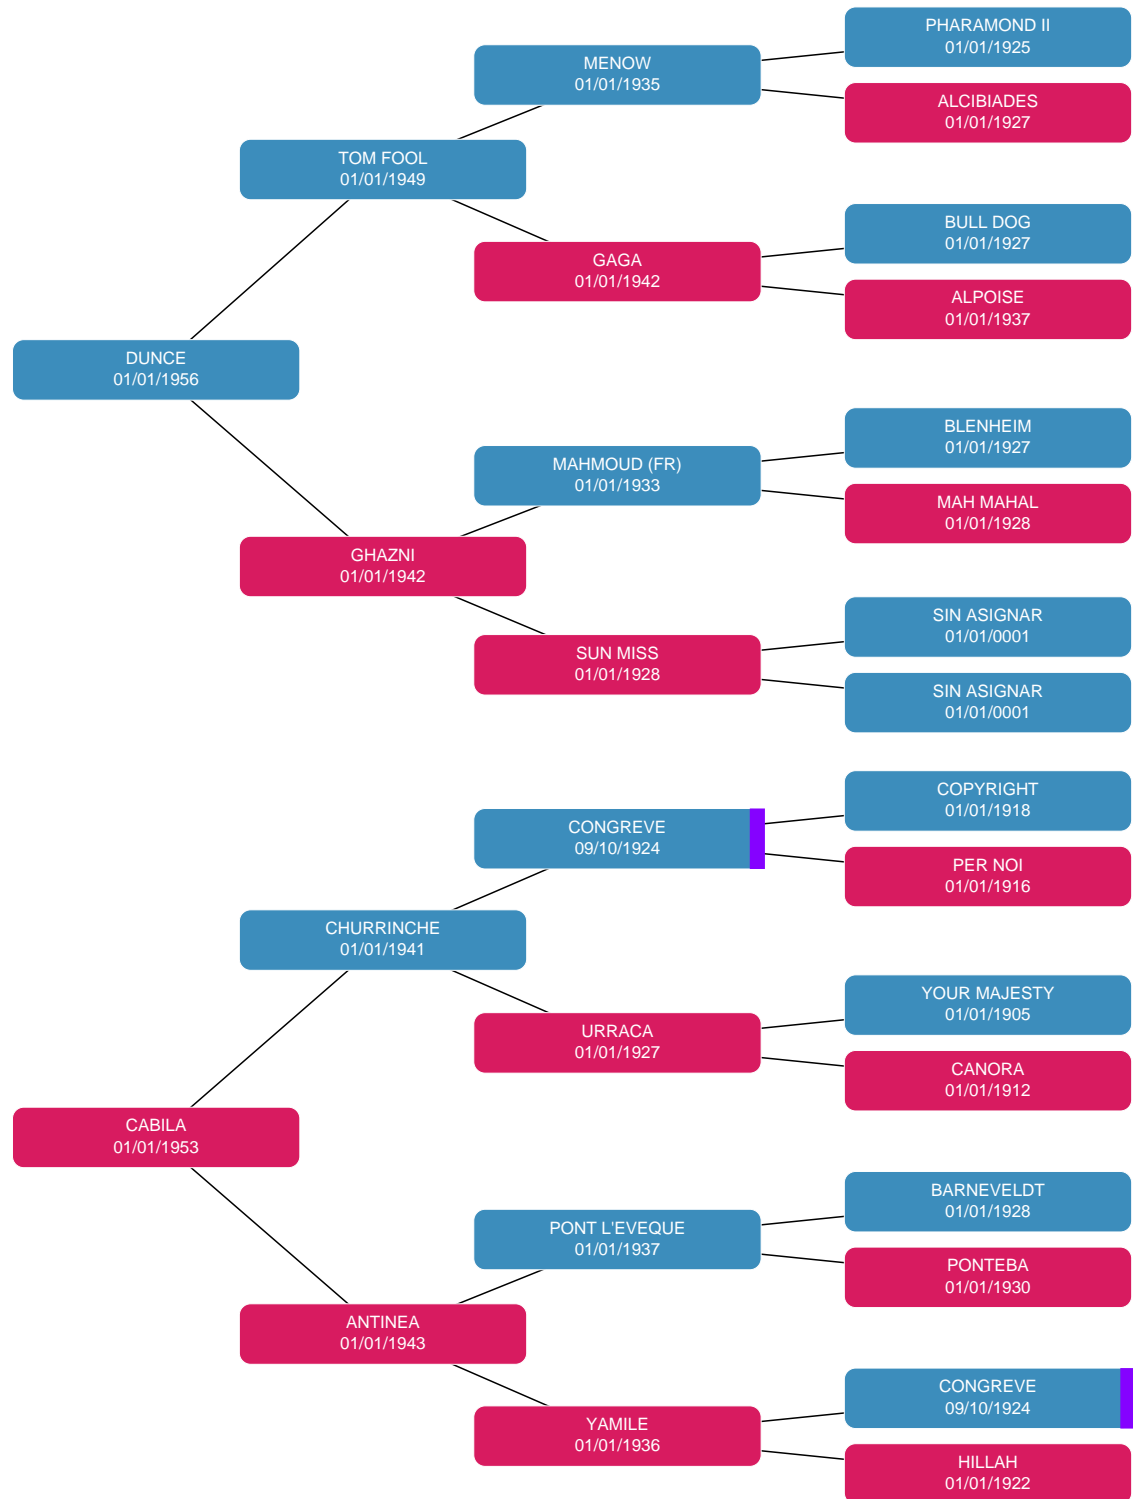 PHARAMOND II
01/01/1925
MENOW
01/01/1935
ALCIBIADES
01/01/1927
TOM FOOL
01/01/1949
BULL DOG
01/01/1927
GAGA
01/01/1942
ALPOISE
01/01/1937
DUNCE
01/01/1956
BLENHEIM
01/01/1927
MAHMOUD (FR)
01/01/1933
MAH MAHAL
01/01/1928
GHAZNI
01/01/1942
SIN ASIGNAR
01/01/0001
SUN MISS
01/01/1928
SIN ASIGNAR
01/01/0001
COPYRIGHT
01/01/1918
CONGREVE
09/10/1924
PER NOI
01/01/1916
CHURRINCHE
01/01/1941
YOUR MAJESTY
01/01/1905
URRACA
01/01/1927
CANORA
01/01/1912
CABILA
01/01/1953
BARNEVELDT
01/01/1928
PONT L'EVEQUE
01/01/1937
PONTEBA
01/01/1930
ANTINEA
01/01/1943
CONGREVE
09/10/1924
YAMILE
01/01/1936
HILLAH
01/01/1922